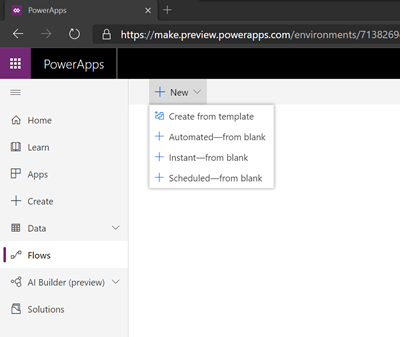 PowerApps
https://make.preview.powerapps.com/environments/7138269
PowerApps
New
Create from template
Automated—from blank
Instant—from blank
Scheduled—from blank
Home
Learn
Apps
Create
Data
Flows
AI Builder (preview)
Solutions